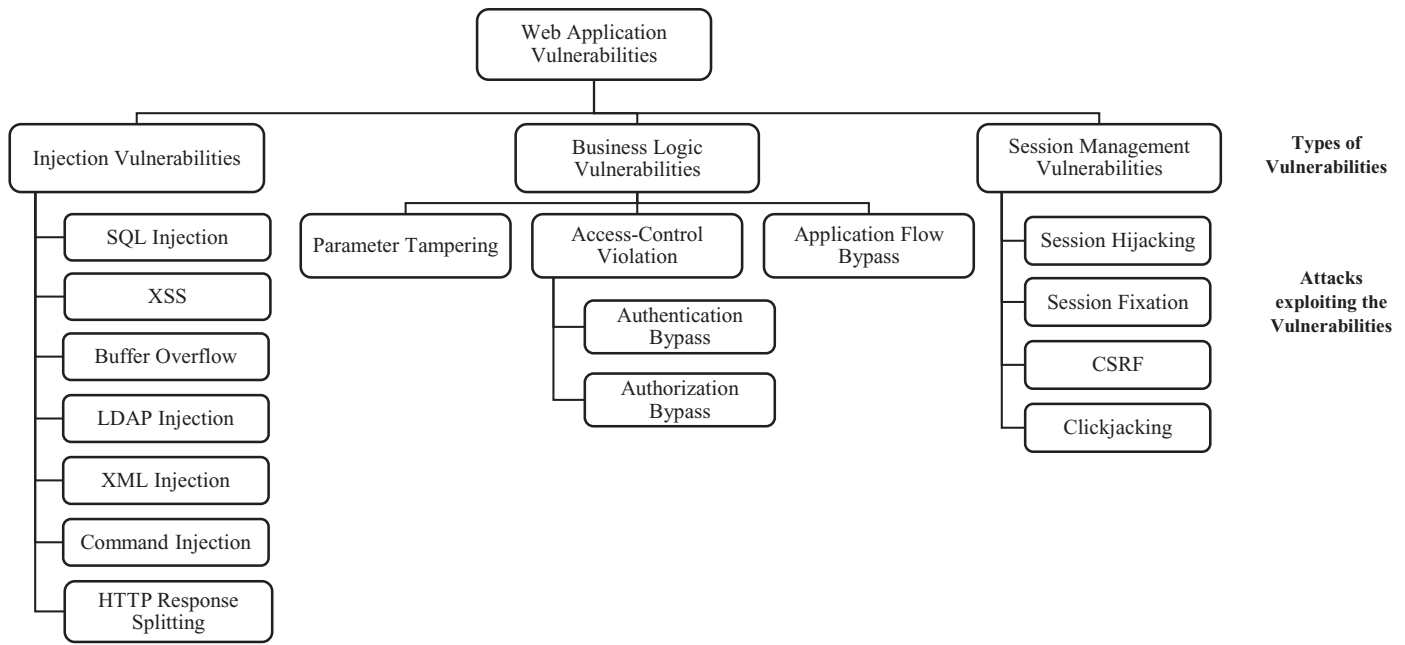 Web Application
Vulnerabilities
Injection Vulnerabilities
Business Logic
Vulnerabilities
Session Management
Vulnerabilities
Types of
Vulnerabilities
SQL Injection
XSS
Buffer Overflow
LDAP Injection
XML Injection
Command Injection
HTTP Response
Splitting
Parameter Tampering
Access-Control
Violation
Authentication
Bypass
Authorization
Bypass
Application Flow
Bypass
Session Hijacking
Session Fixation
CSRF
Clickjacking
Attacks
exploiting the
Vulnerabilities